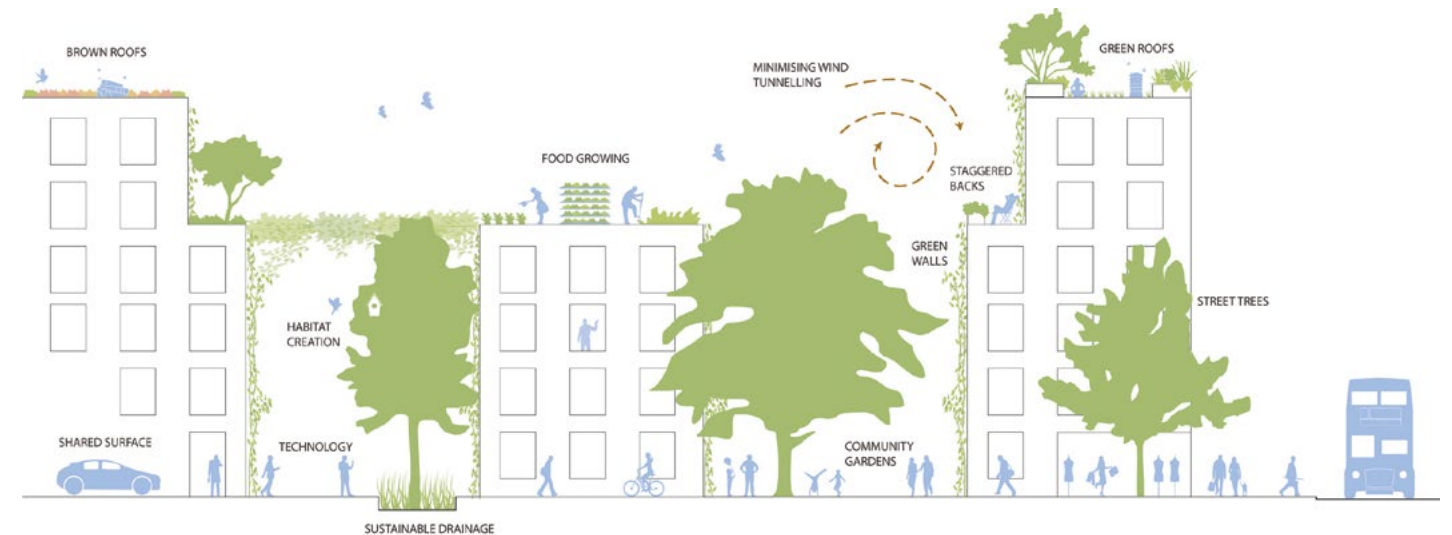 BROWN ROOFS
GREEN ROOFS
MINIMISING WIND
TUNNELLING
FOOD GROWING
STAGGERED
BACKS
GREEN
WALLS
STREET TREES
HABITAT
CREATION
SHARED SURFACE
TECHNOLOGY
COMMUNITY
GARDENS
SUSTAINABLE DRAINAGE